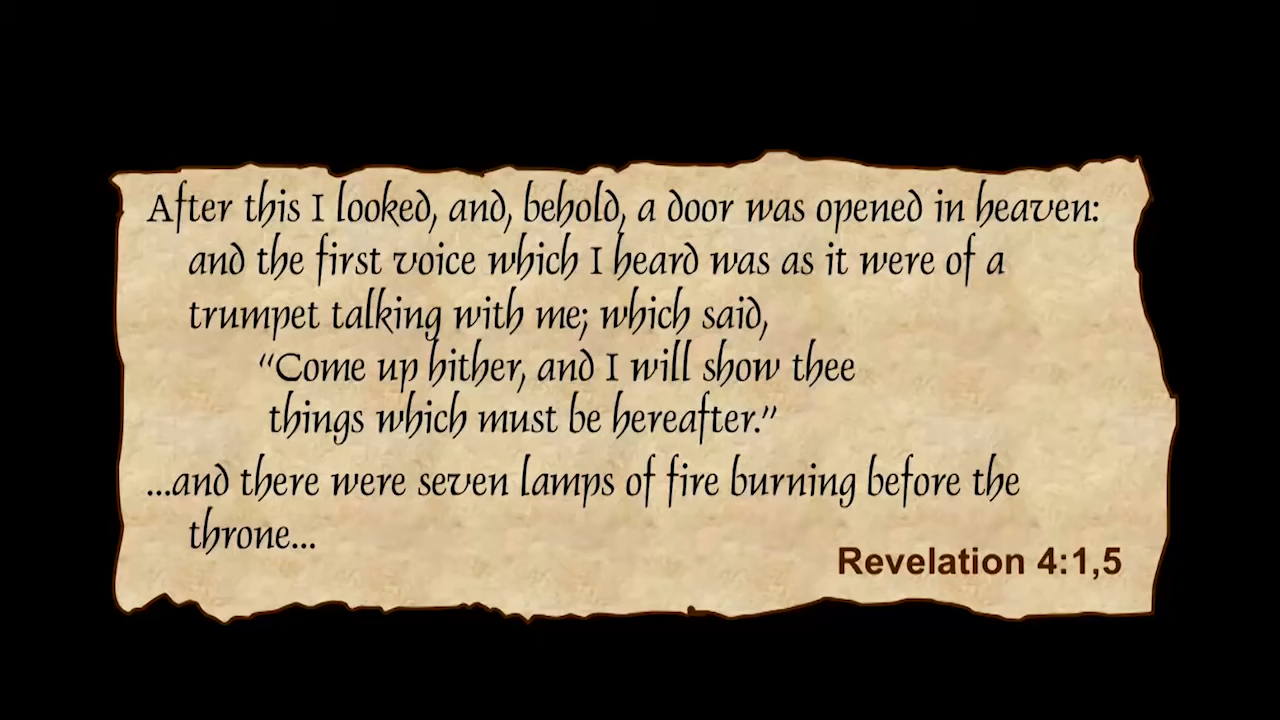 After this I looked, and, behold, a door was opened in heaven:
and the first voice which I heard was as it were of a
trumpet talking with me; which said,
“Come up hither, and I will show thee
things which must be hereafter.”
...and there were seven lamps of fire burning before the
throne...
Revelation 4:1,5